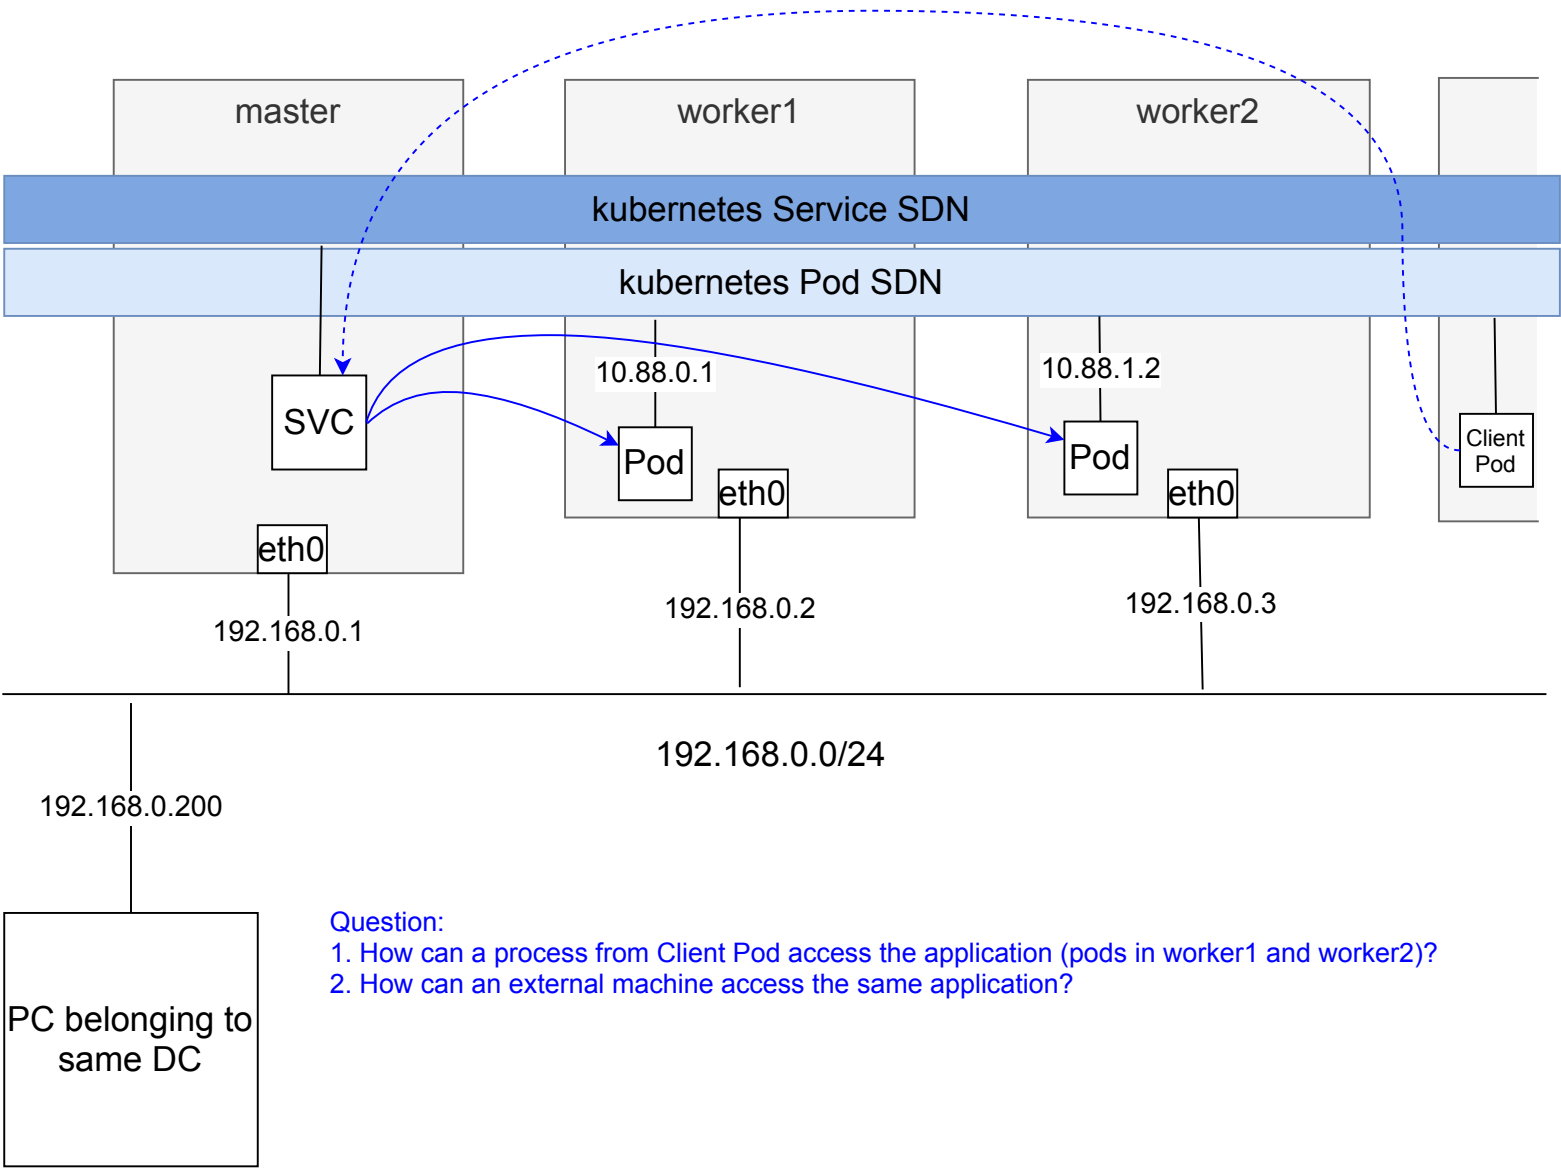 master
worker1
worker2
kubernetes Service SDN
kubernetes Pod SDN
10.88.0.1
10.88.1.2
SVC
Pod
Pod
Client
Pod
eth0
eth0
eth0
192.168.0.1
192.168.0.2
192.168.0.3
192.168.0.0/24
192.168.0.200
Question:
1. How can a process from Client Pod access the application (pods in worker1 and worker2)?
2. How can an external machine access the same application?
PC belonging to
same DC